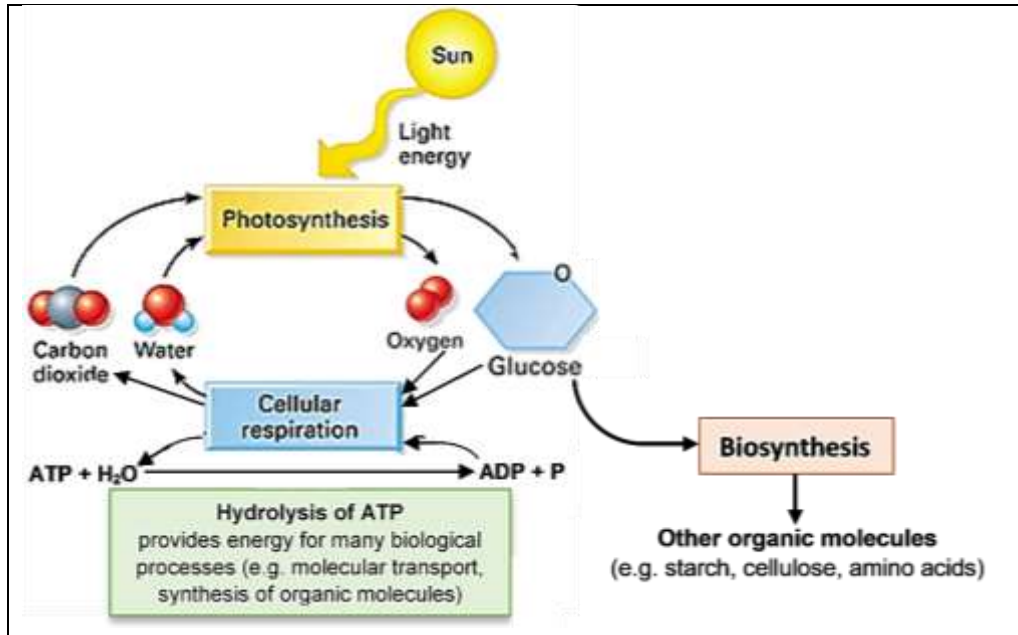 Sun
Light
energy
Photosynthesis
O
Carbon
dioxide
Water
Oxygen
Glucose
Cellular
respiration
Biosynthesis
ATP + H₂O
ADP + P
Hydrolysis of ATP
provides energy for many biological
processes (e.g. molecular transport,
synthesis of organic molecules)
Other organic molecules
(e.g. starch, cellulose, amino acids)